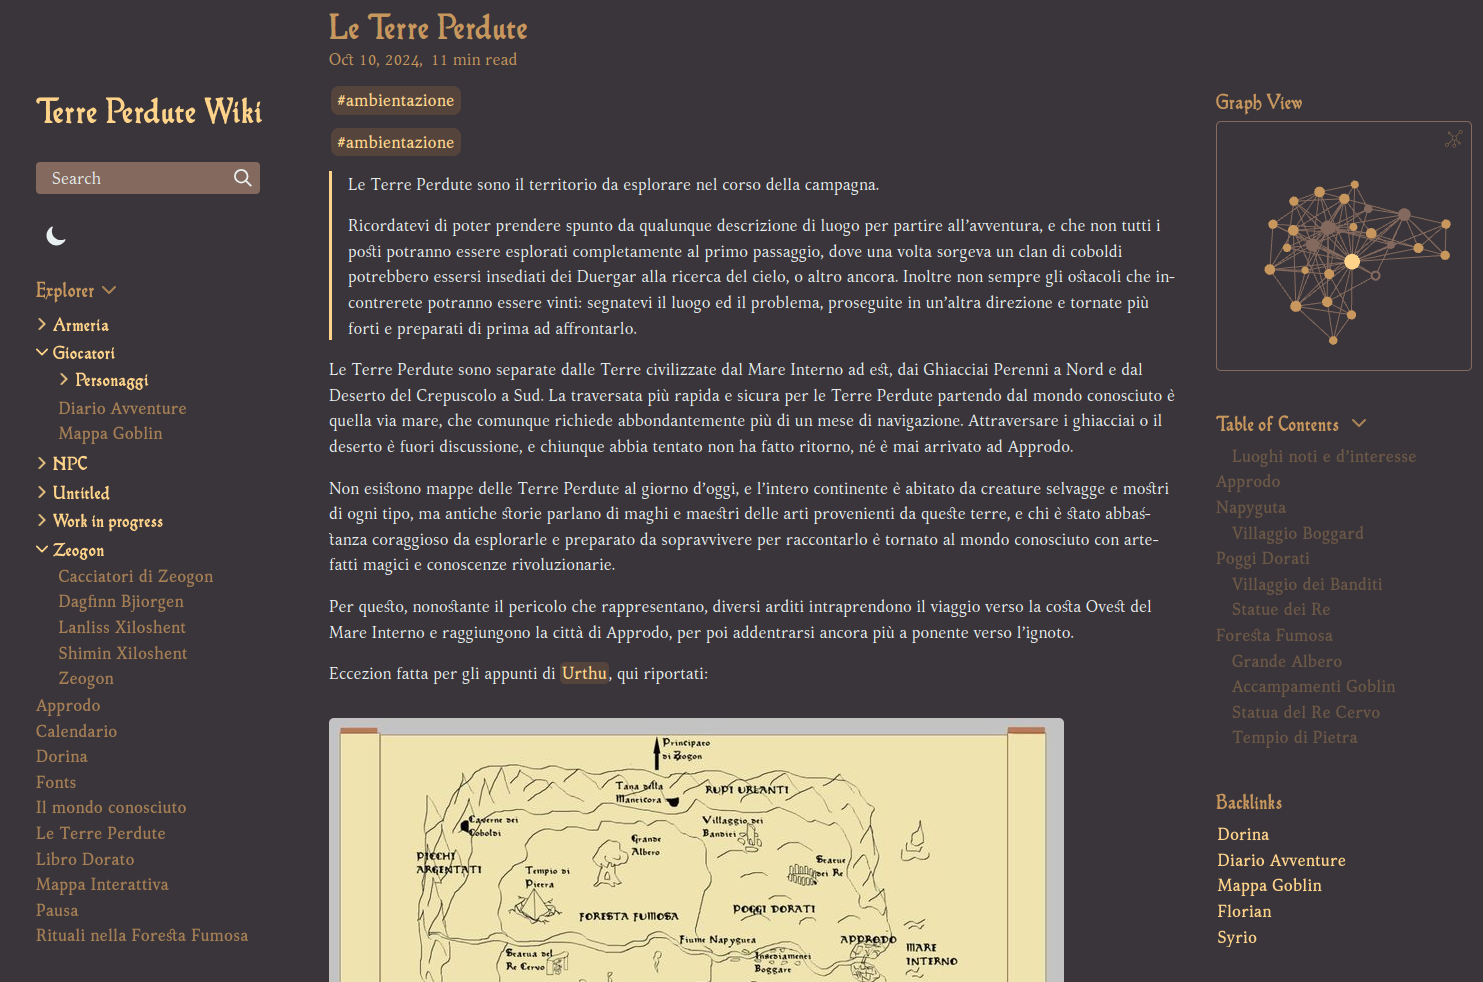 Terre Perdute Wiki
Search
Explorer
Armeria
Giocatori
Personaggi
Diario Avventure
Mappa Goblin
NPC
Untitled
Work in progress
Zeogon
Cacciatori di Zeogon
Dagfinn Bjiorgen
Lanliss Xiloshent
Shimin Xiloshent
Zeogon
Approdo
Calendario
Dorina
Fonts
Il mondo conosciuto
Le Terre Perdute
Libro Dorato
Mappa Interattiva
Pausa
Rituali nella Foresta Fumosa
Le Terre Perdute
Oct 10, 2024, 11 min read
#ambientazione
#ambientazione
Le Terre Perdute sono il territorio da esplorare nel corso della campagna.
Ricordatevi di poter prendere spunto da qualunque descrizione di luogo per partire all'avventura, e che non tutti i
posti potranno essere esplorati completamente al primo passaggio, dove una volta sorgeva un clan di coboldi
potrebbero essersi insediati dei Duergar alla ricerca del cielo, o altro ancora. Inoltre non sempre gli ostacoli che in-
contrerete potranno essere vinti: segnatevi il luogo ed il problema, proseguite in un'altra direzione e tornate più
forti e preparati di prima ad affrontarlo.
Le Terre Perdute sono separate dalle Terre civilizzate dal Mare Interno ad est, dai Ghiacciai Perenni a Nord e dal
Deserto del Crepuscolo a Sud. La traversata più rapida e sicura per le Terre Perdute partendo dal mondo conosciuto è
quella via mare, che comunque richiede abbondantemente più di un mese di navigazione. Attraversare i ghiacciai o il
deserto è fuori discussione, e chiunque abbia tentato non ha fatto ritorno, né è mai arrivato ad Approdo.
Non esistono mappe delle Terre Perdute al giorno d'oggi, e l'intero continente è abitato da creature selvagge e mostri
di ogni tipo, ma antiche storie parlano di maghi e maestri delle arti provenienti da queste terre, e chi è stato abbas-
tanza coraggioso da esplorarle e preparato da sopravvivere per raccontarlo è tornato al mondo conosciuto con arte-
fatti magici e conoscenze rivoluzionarie.
Per questo, nonostante il pericolo che rappresentano, diversi arditi intraprendono il viaggio verso la costa Ovest del
Mare Interno e raggiungono la città di Approdo, per poi addentrarsi ancora più a ponente verso l'ignoto.
Eccezion fatta per gli appunti di Urthu, qui riportati:
Principato
di Zeogon
Tana della
Manticora
RUPI URLANTI
Caverne dei
Coboldi
Villaggio dei
Banditi
Grande
Albero
PICCHI
ARGENTATI
Statue
dei Re
Tempio di
Pietra
FORESTA FUMOSA
POGGI DORATI
Fiume Napyguta
APPRODO
MARE
INTERNO
Statua del
Re Cervo
Insediamenti
Boggart
Graph View
Table of Contents
Luoghi noti e d'interesse
Approdo
Napyguta
Villaggio Boggard
Poggi Dorati
Villaggio dei Banditi
Statue dei Re
Foresta Fumosa
Grande Albero
Accampamenti Goblin
Statua del Re Cervo
Tempio di Pietra
Backlinks
Dorina
Diario Avventure
Mappa Goblin
Florian
Syrio